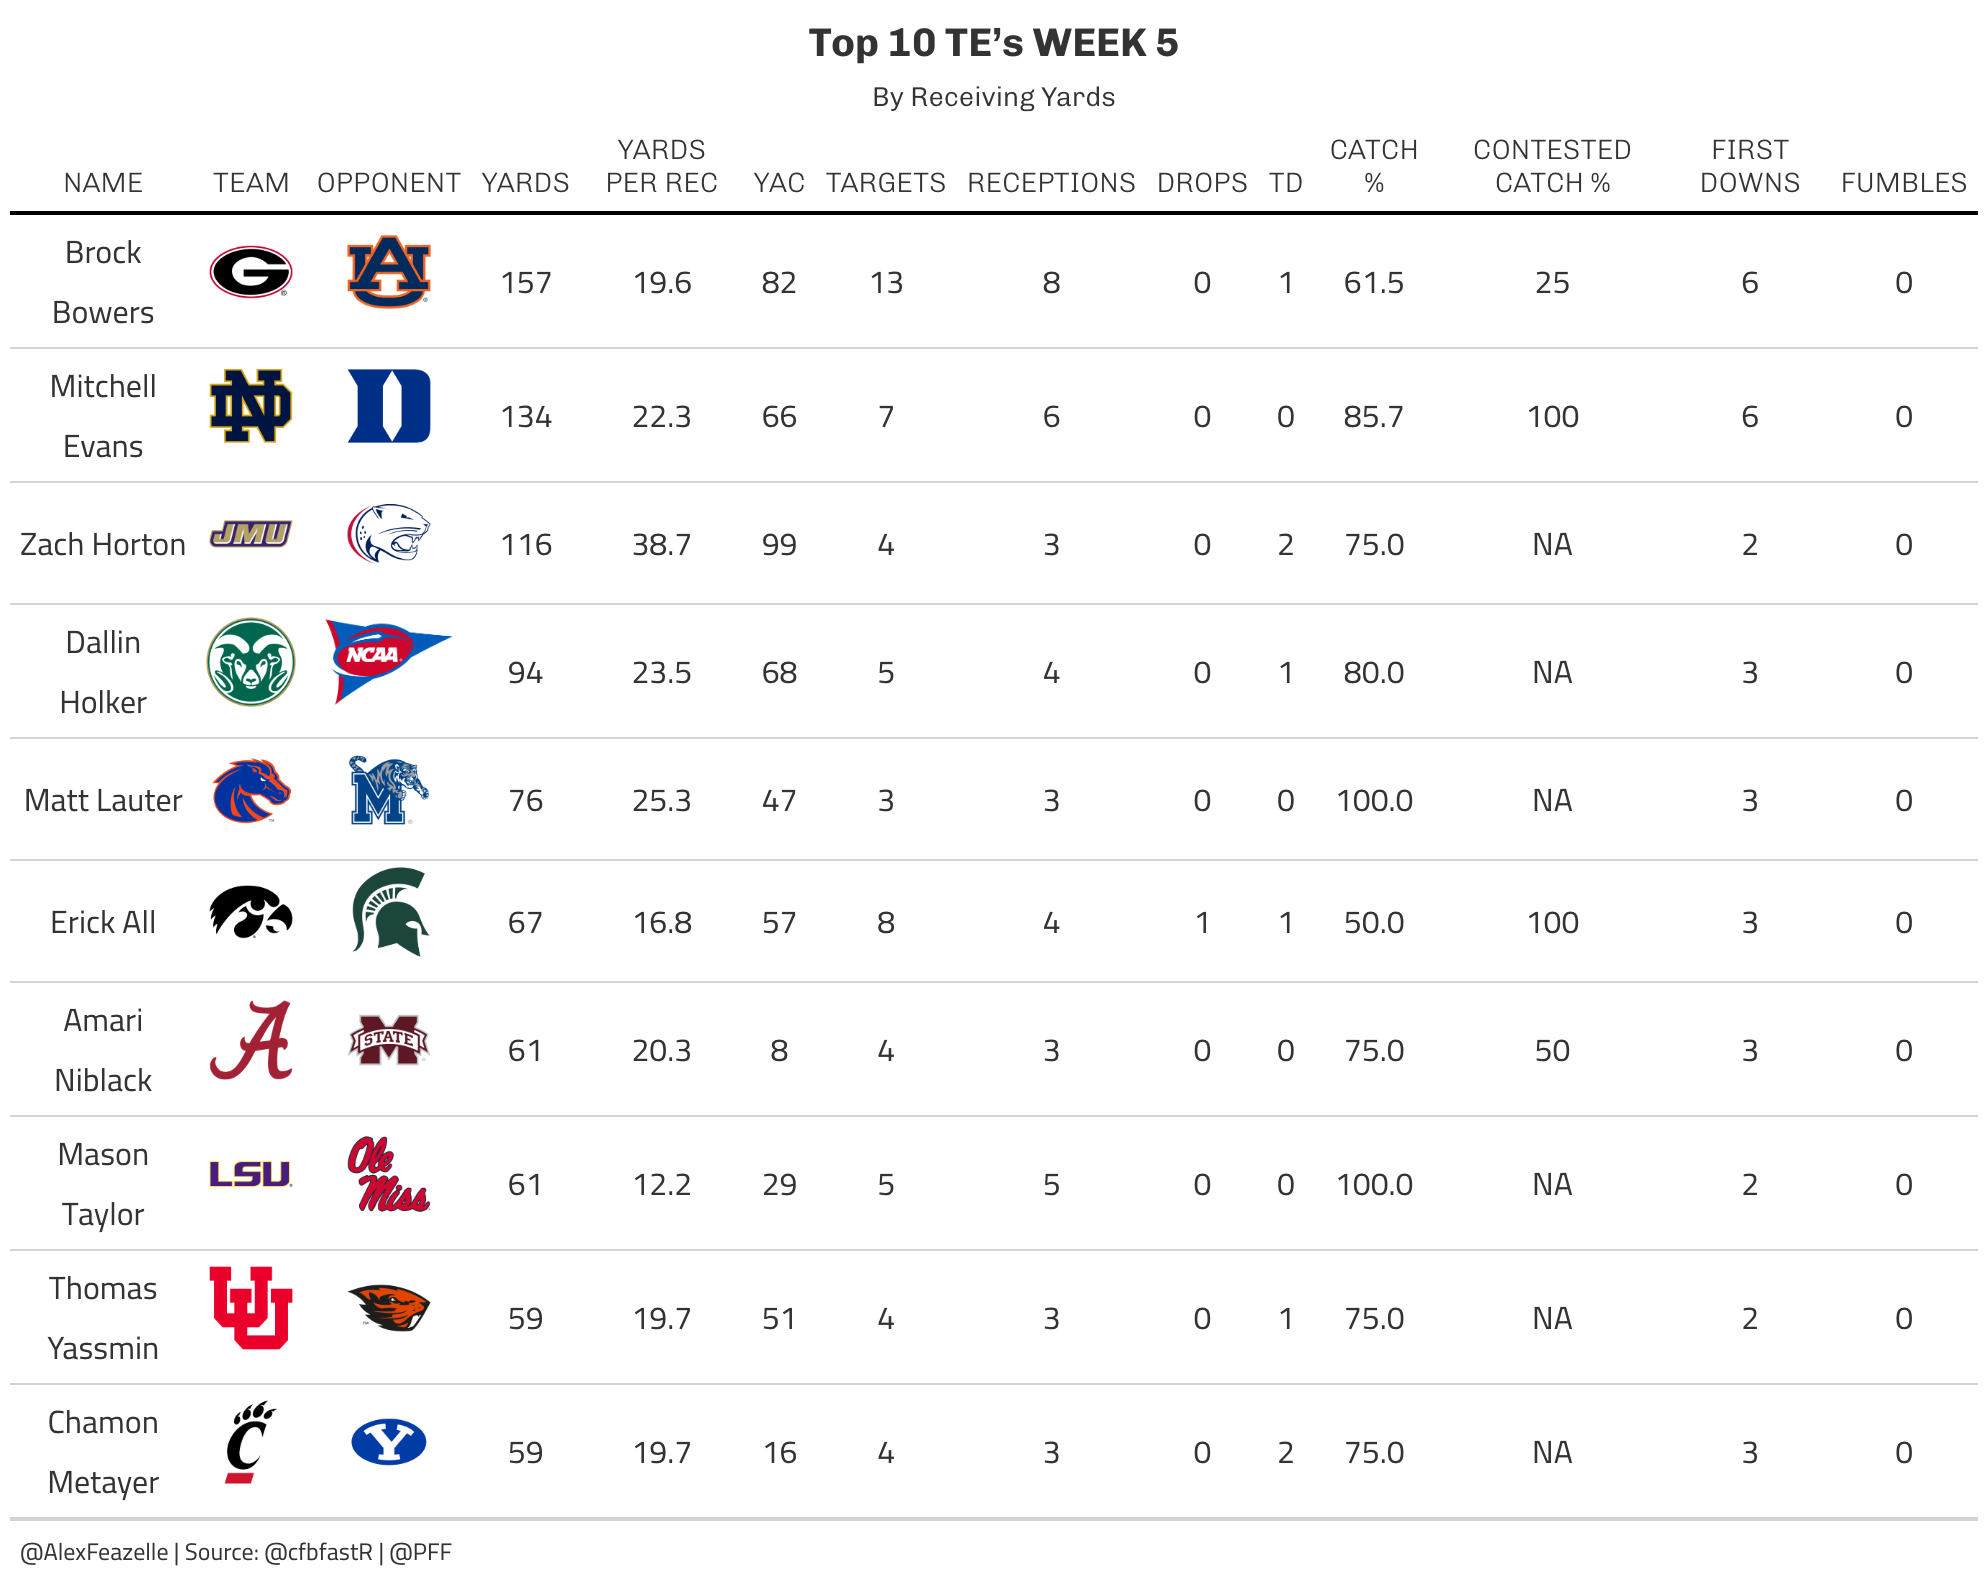 Top 10 TE’s WEEK 5
By Receiving Yards
NAME TEAM OPPONENT YARDS YARDS PER REC YAC TARGETS RECEPTIONS DROPS TD CATCH % CONTESTED CATCH % FIRST DOWNS FUMBLES
Brock Bowers G AU 157 19.6 82 13 8 0 1 61.5 25 6 0
Mitchell Evans ND D 134 22.3 66 7 6 0 0 85.7 100 6 0
Zach Horton JMU 116 38.7 99 4 3 0 2 75.0 NA 2 0
Dallin Holker NCAA 94 23.5 68 5 4 0 1 80.0 NA 3 0
Matt Lauter M 76 25.3 47 3 3 0 0 100.0 NA 3 0
Erick All 67 16.8 57 8 4 1 1 50.0 100 3 0
Amari Niblack A M STATE 61 20.3 8 4 3 0 0 75.0 50 3 0
Mason Taylor LSU Ole Miss 61 12.2 29 5 5 0 0 100.0 NA 2 0
Thomas Yassmin UU 59 19.7 51 4 3 0 1 75.0 NA 2 0
Chamon Metayer C Y 59 19.7 16 4 3 0 2 75.0 NA 3 0
@AlexFeazelle | Source: @cfbfastR | @PFF